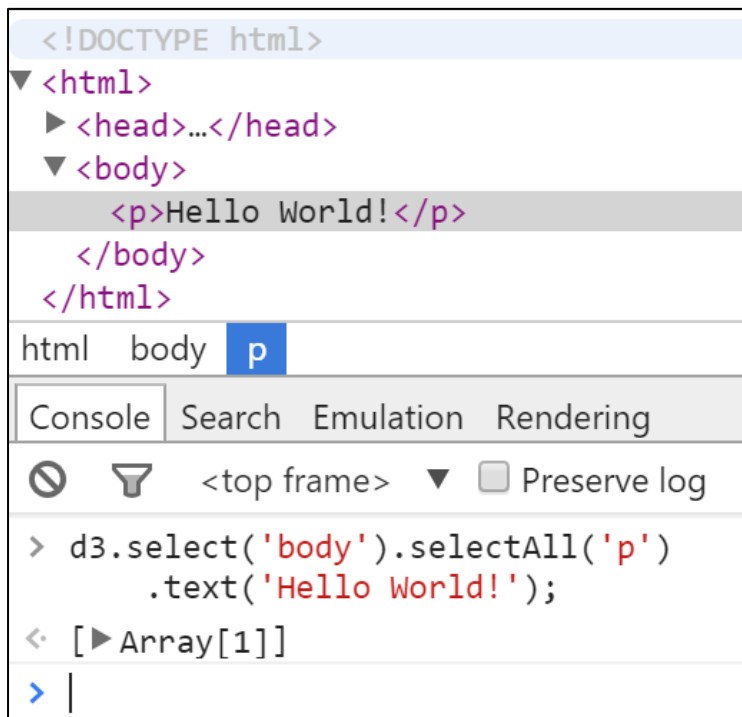 <!DOCTYPE html>
▼ <html>
▶ <head>…</head>
▼ <body>
<p>Hello World!</p>
</body>
</html>
html body p
Console Search Emulation Rendering
<top frame> ▼ Preserve log
> d3.select('body').selectAll('p')
.text('Hello World!');
[▶ Array[1]]
>